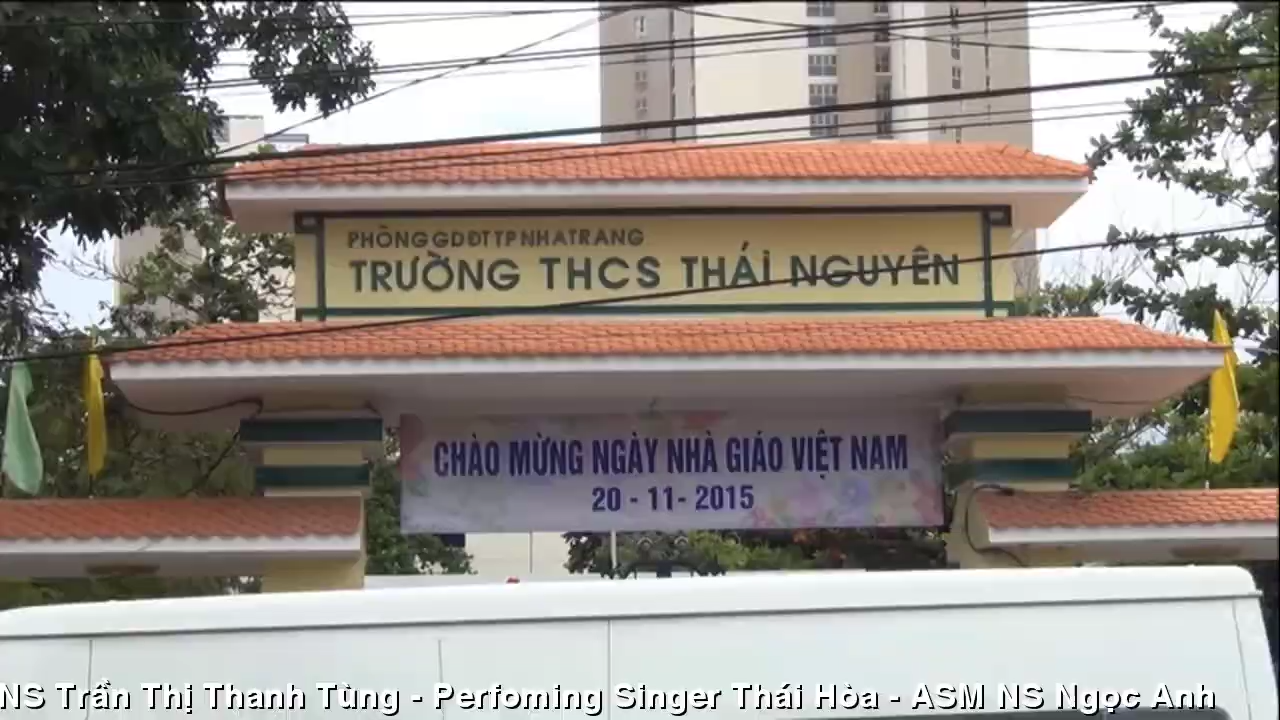 PHÒNG GDĐT TP NHA TRANG
TRƯỜNG THCS THÁI NGUYÊN
CHÀO MỪNG NGÀY NHÀ GIÁO VIỆT NAM
20 - 11- 2015
NS Trần Thị Thanh Tùng - Perfoming Singer Thái Hòa - ASM NS Ngọc Anh